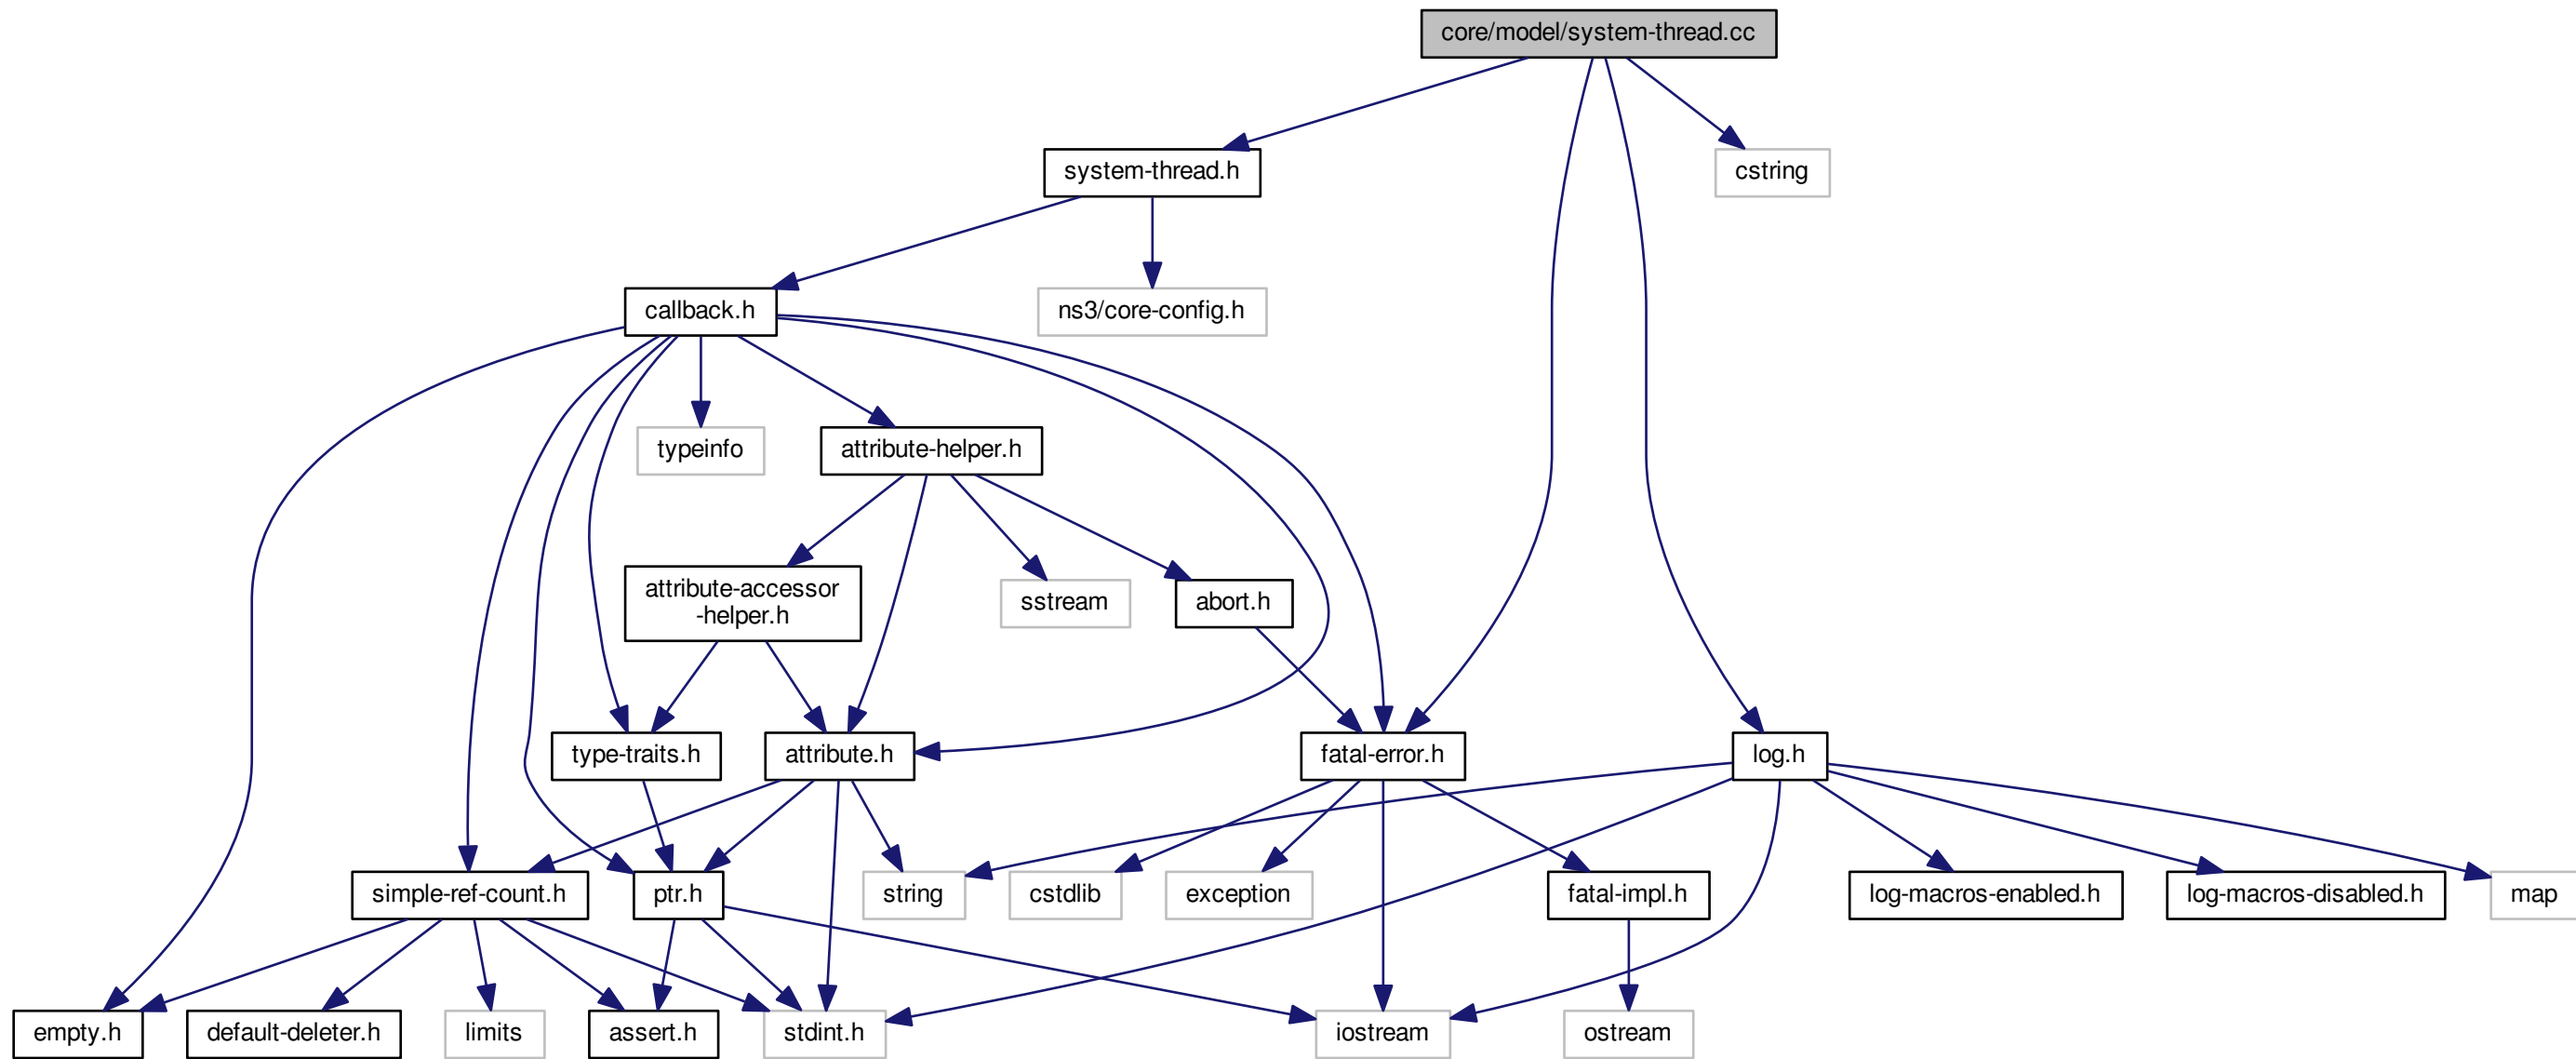 core/model/system-thread.cc
system-thread.h
cstring
callback.h
ns3/core-config.h
typeinfo
attribute-helper.h
attribute-accessor
-helper.h
sstream
abort.h
type-traits.h
attribute.h
fatal-error.h
log.h
simple-ref-count.h
ptr.h
string
cstdlib
exception
fatal-impl.h
log-macros-enabled.h
log-macros-disabled.h
map
empty.h
default-deleter.h
limits
assert.h
stdint.h
iostream
ostream